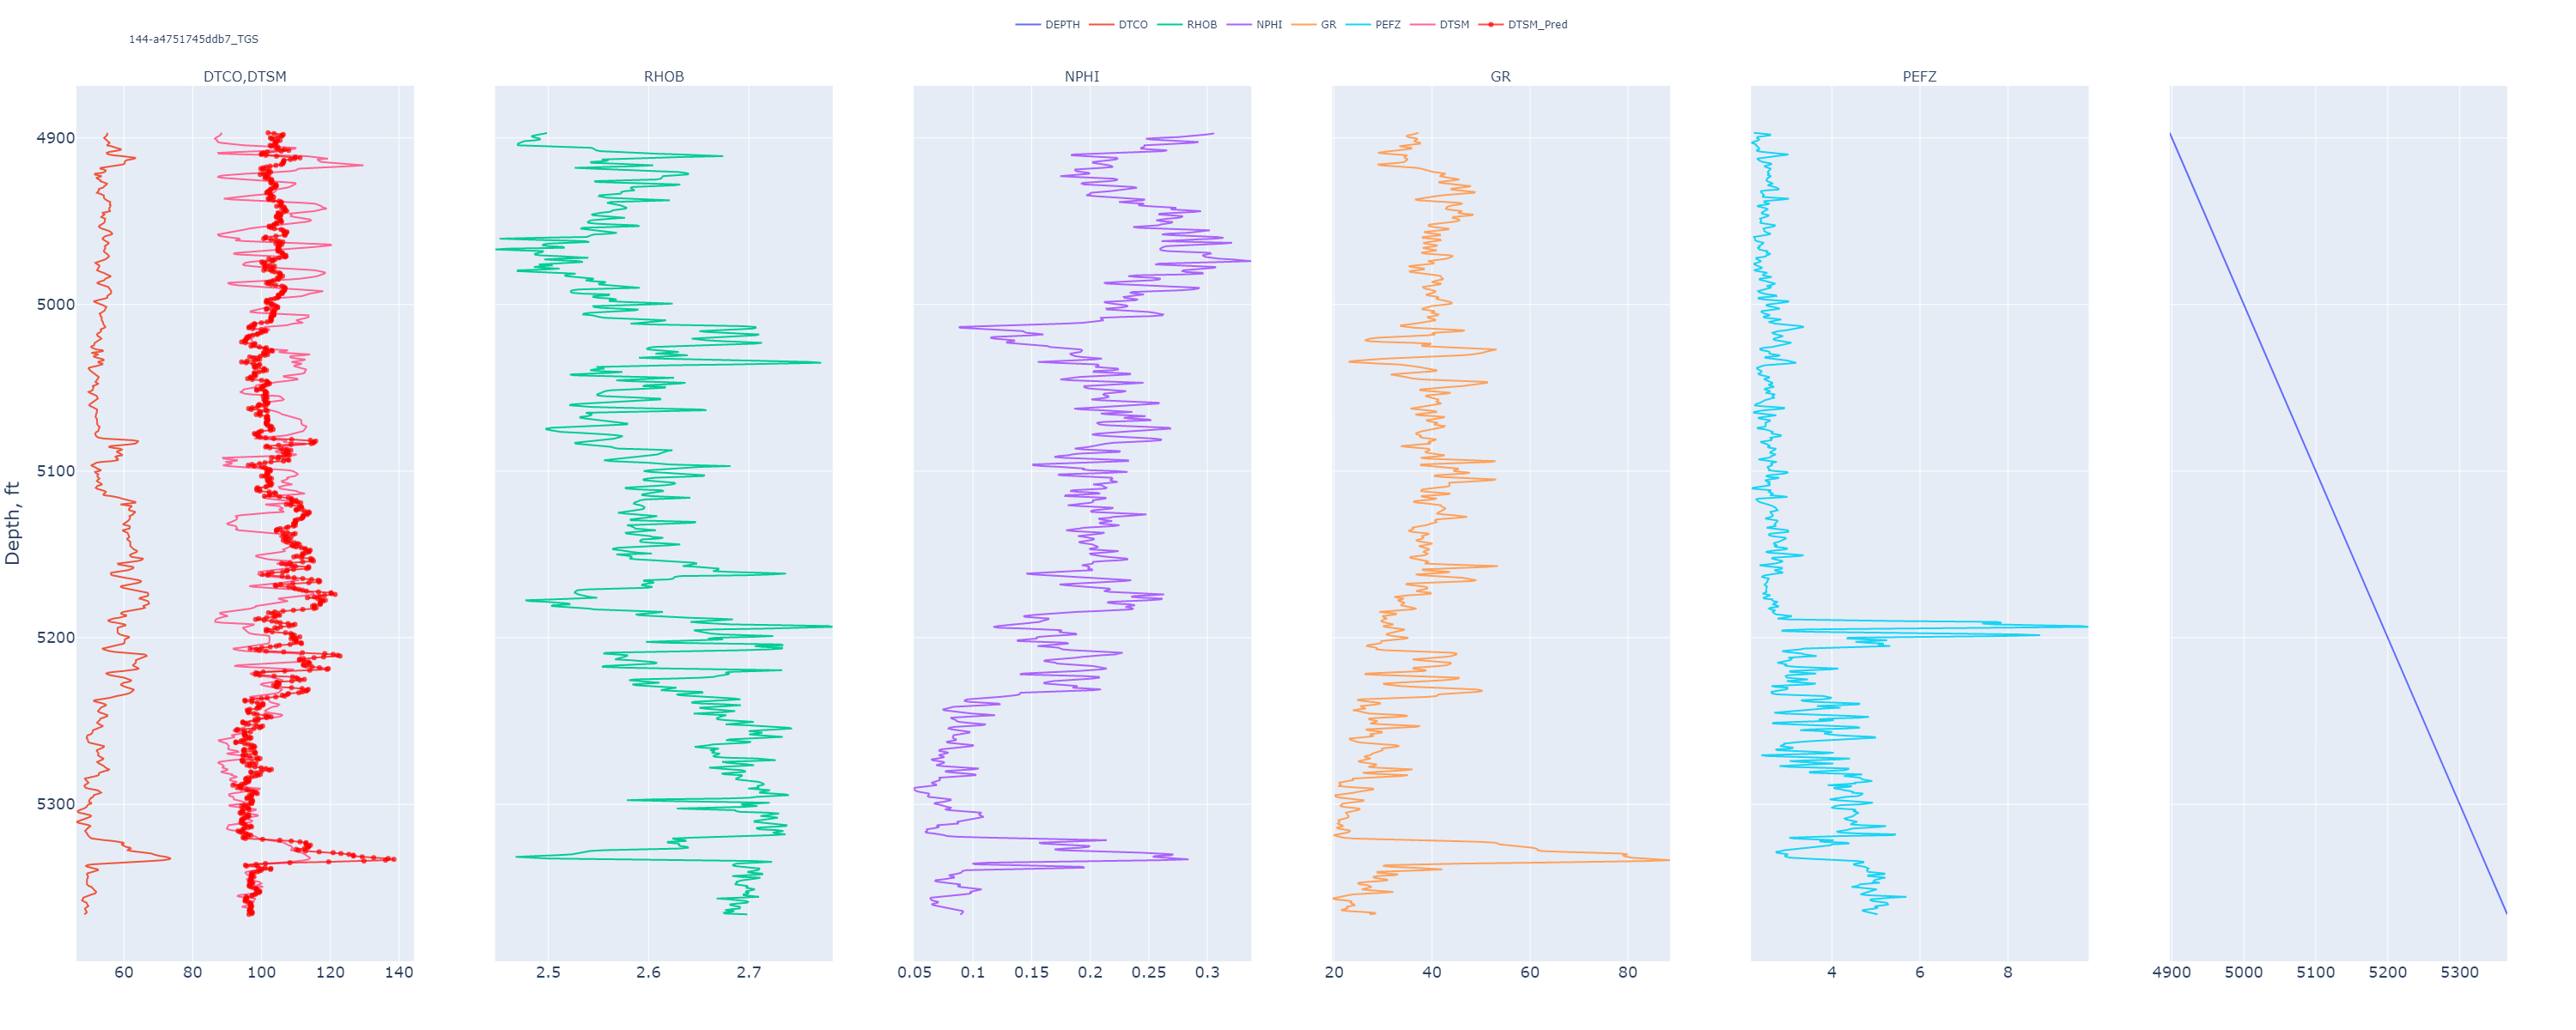 DEPTH DTCO RHOB NPHI GR PEFZ DTSM DTSM_Pred
144-a4751745ddb7_TGS
DTCO,DTSM RHOB NPHI GR PEFZ
4900
5000
5100
5200
5300
Depth, ft
60 80 100 120 140 2.5 2.6 2.7 0.05 0.1 0.15 0.2 0.25 0.3 20 40 60 80 4 6 8 4900 5000 5100 5200 5300